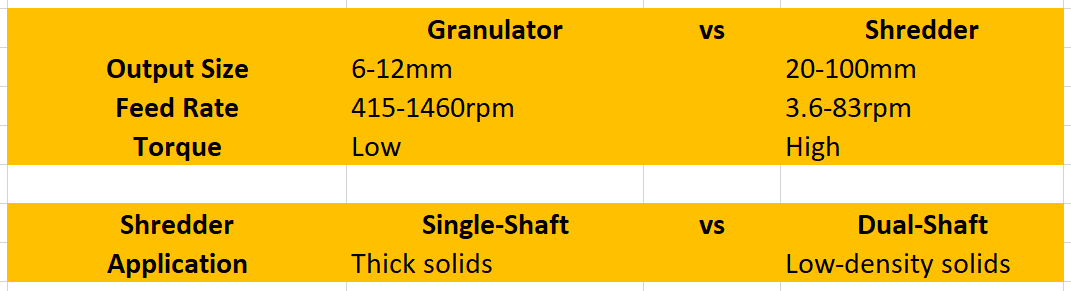 Granulator vs Shredder
Output Size 6-12mm 20-100mm
Feed Rate 415-1460rpm 3.6-83rpm
Torque Low High
Shredder Single-Shaft vs Dual-Shaft
Application Thick solids Low-density solids